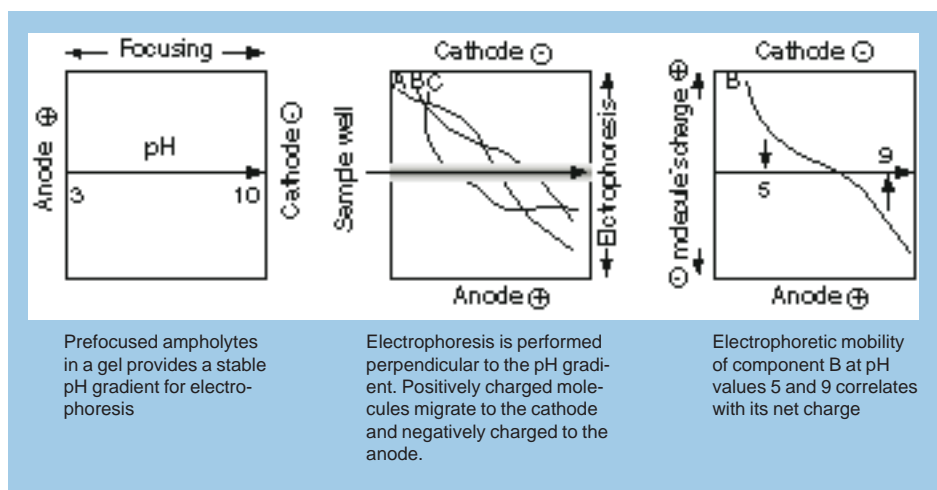 Focusing
Anode ⊕
pH
3
10
Cathode ⊖
Sample well
Cathode ⊖
A B C
Elctrophoresis
Anode ⊕
⊖ molecule's charge ⊕
Cathode ⊖
B
5
9
Anode ⊕
Prefocused ampholytes
in a gel provides a stable
pH gradient for electro-
phoresis
Electrophoresis is performed
perpendicular to the pH gradi-
ent. Positively charged mole-
cules migrate to the cathode
and negatively charged to the
anode.
Electrophoretic mobility
of component B at pH
values 5 and 9 correlates
with its net charge